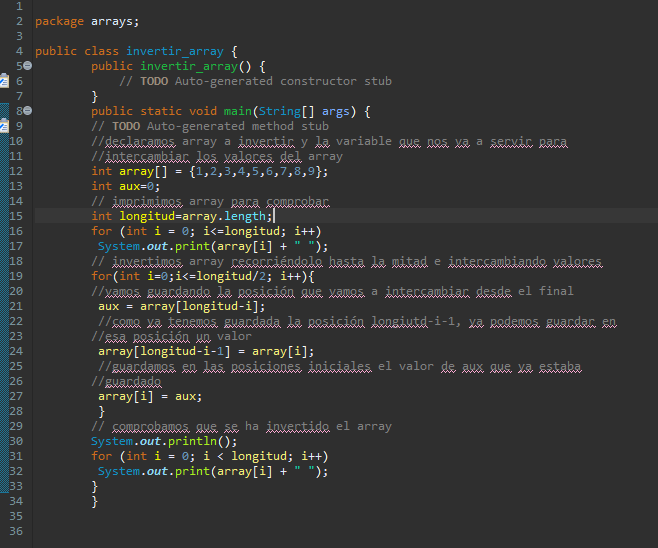 1
2 package arrays;
3
4 public class invertir_array {
5 public invertir_array() {
6 // TODO Auto-generated constructor stub
7 }
8 public static void main(String[] args) {
9 // TODO Auto-generated method stub
10 //declaramos array a invertir y la variable que nos va a servir para
11 //intercambiar los valores del array
12 int array[] = {1,2,3,4,5,6,7,8,9};
13 int aux=0;
14 // imprimimos array para comprobar
15 int longitud=array.length;
16 for (int i = 0; i<=longitud; i++)
17 System.out.print(array[i] + " ");
18 // invertimos array recorriéndolo hasta la mitad e intercambiando valores
19 for(int i=0;i<=longitud/2; i++){
20 //vamos guardando la posición que vamos a intercambiar desde el final
21 aux = array[longitud-i];
22 //como ya tenemos guardada la posición longiutd-i-1, ya podemos guardar en
23 //esa posición un valor
24 array[longitud-i-1] = array[i];
25 //guardamos en las posiciones iniciales el valor de aux que ya estaba
26 //guardado
27 array[i] = aux;
28 }
29 // comprobamos que se ha invertido el array
30 System.out.println();
31 for (int i = 0; i < longitud; i++)
32 System.out.print(array[i] + " ");
33 }
34 }
35
36